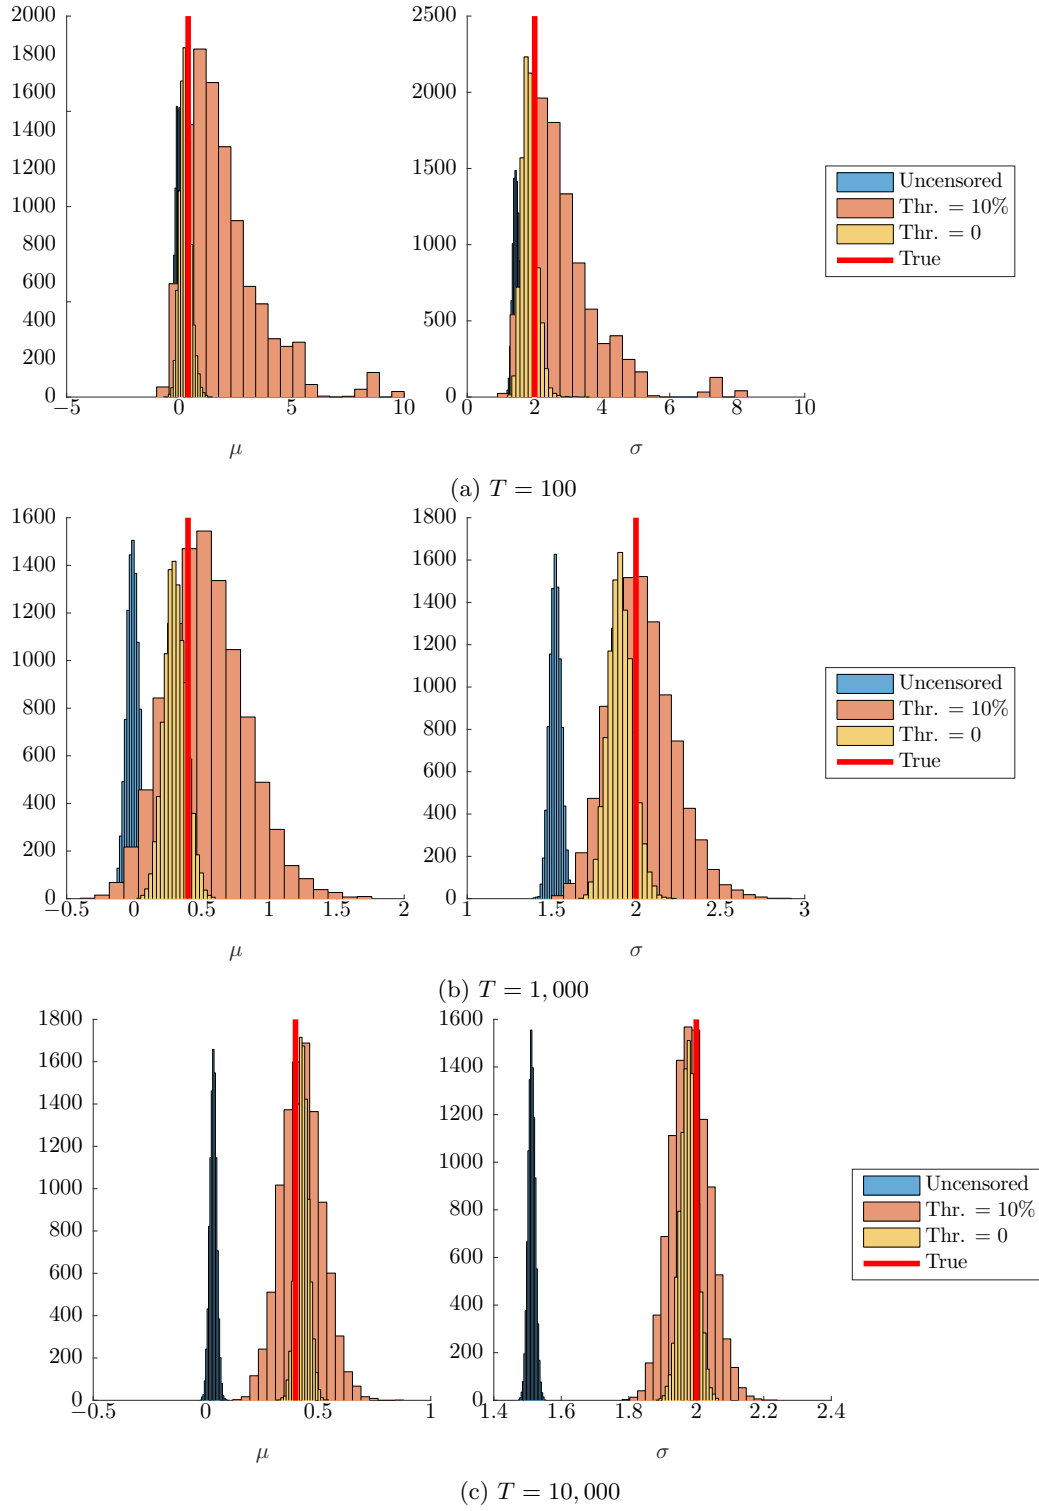 2000
1800
1600
1400
1200
1000
800
600
400
200
0
−5 0 5 10
μ
2500
2000
1500
1000
500
0
0 2 4 6 8 10
σ
Uncensored
Thr. = 10%
Thr. = 0
True
(a) T = 100
1600
1400
1200
1000
800
600
400
200
0
−0.5 0 0.5 1 1.5 2
μ
1800
1600
1400
1200
1000
800
600
400
200
0
1 1.5 2 2.5 3
σ
Uncensored
Thr. = 10%
Thr. = 0
True
(b) T = 1, 000
1800
1600
1400
1200
1000
800
600
400
200
0
−0.5 0 0.5 1
μ
1600
1400
1200
1000
800
600
400
200
0
1.4 1.6 1.8 2 2.2 2.4
σ
Uncensored
Thr. = 10%
Thr. = 0
True
(c) T = 10, 000